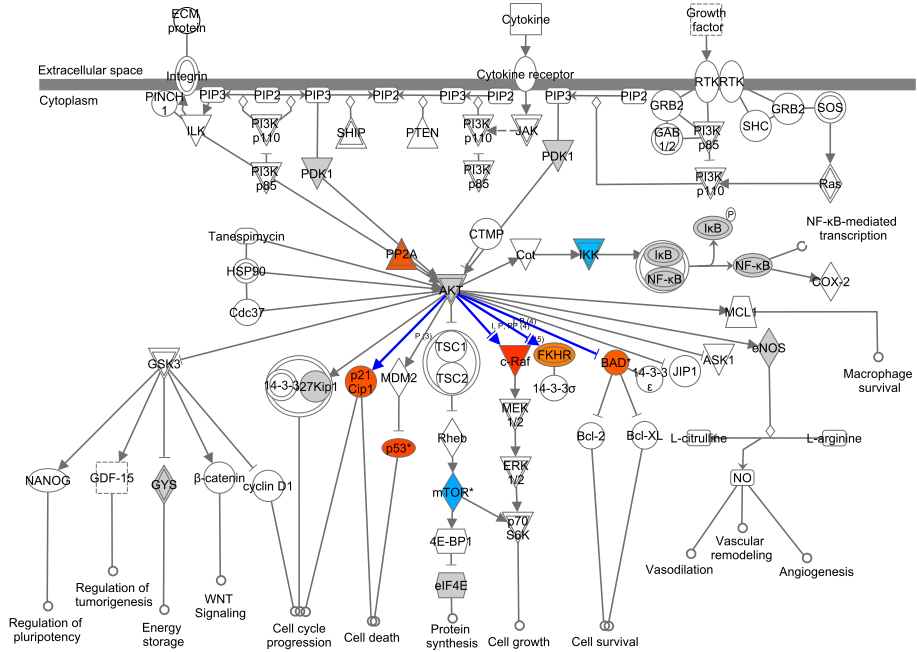 ECM
protein
Cytokine
Growth
factor
Extracellular space
Integrin
Cytokine receptor
RTK
RTK
Cytoplasm
PINCH
1
PIP3
PIP2
PIP3
PIP2
PIP3
PIP2
PIP3
PIP2
GRB2
GRB2
SOS
ILK
PI3K
p110
SHIP
PTEN
PI3K
p110
JAK
GAB
1/2
PI3K
p85
SHC
PI3K
p85
PDK1
PI3K
p85
PDK1
PI3K
p110
Ras
P
IκB
NF-κB-mediated
transcription
Tanespimycin
CTMP
PP2A
Cot
IKK
IκB
NF-κB
NF-κB
COX-2
HSP90
AKT
Cdc37
MCL1
P (4)
I, P, PP (4)
P (3)
TSC1
TSC2
GSK3
14-3-3
27Kip1
p21
Cip1
MDM2
c-Raf
FKHR
14-3-3σ
BAD*
14-3-3
ε
JIP1
ASK1
eNOS
Macrophase
survival
MEK
1/2
Bcl-2
Bcl-XL
Rheb
p53*
L-citruline
L-arginine
NANOG
GDF-15
GYS
β-catenin
cyclin D1
mTOR*
ERK
1/2
NO
p70
S6K
4E-BP1
eIF4E
Vascular
remodeling
Vasodilation
Angiogenesis
Regulation of
tumorigenesis
WNT
Signaling
Regulation of
pluripotency
Energy
storage
Cell cycle
progression
Cell death
Protein
synthesis
Cell growth
Cell survival